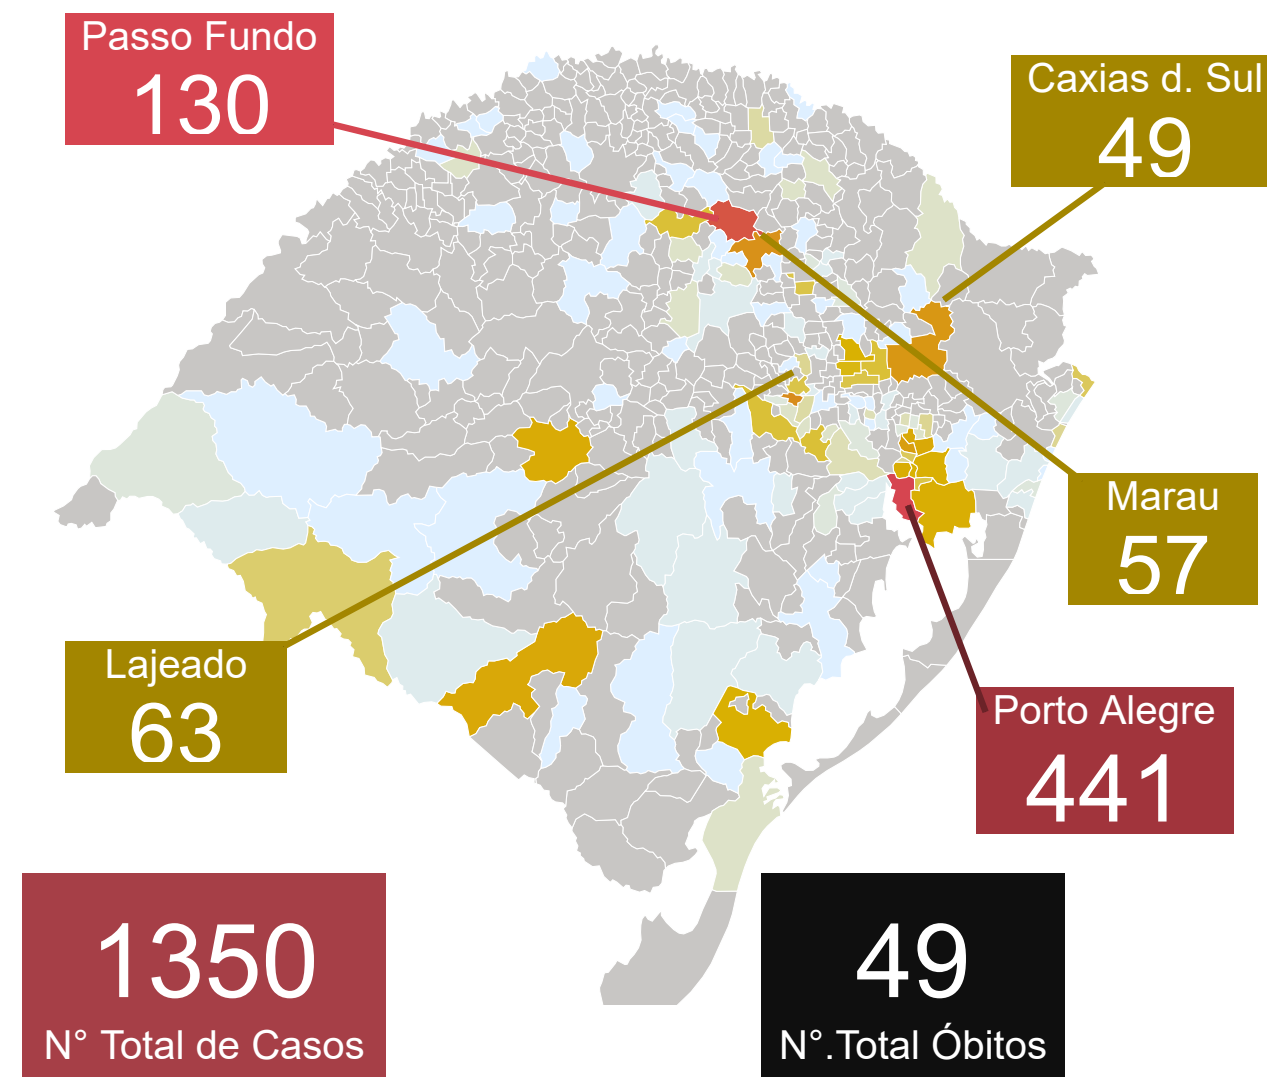 Passo Fundo
130
Caxias d. Sul
49
Marau
57
Lajeado
63
Porto Alegre
441
1350
N° Total de Casos
49
N°.Total Óbitos